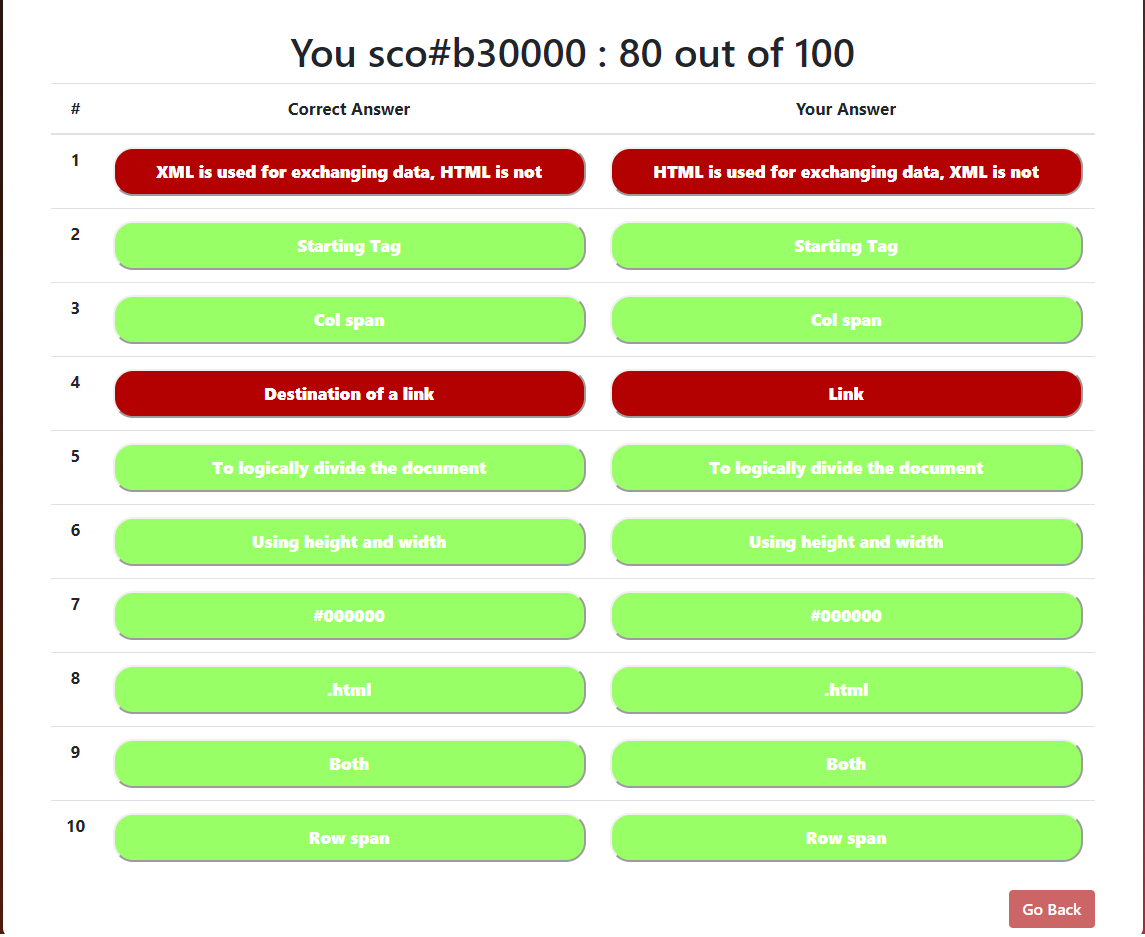 You sco#b30000 : 80 out of 100
# Correct Answer Your Answer
1 XML is used for exchanging data, HTML is not HTML is used for exchanging data, XML is not
2 Starting Tag Starting Tag
3 Col span Col span
4 Destination of a link Link
5 To logically divide the document To logically divide the document
6 Using height and width Using height and width
7 #000000 #000000
8 .html .html
9 Both Both
10 Row span Row span
Go Back